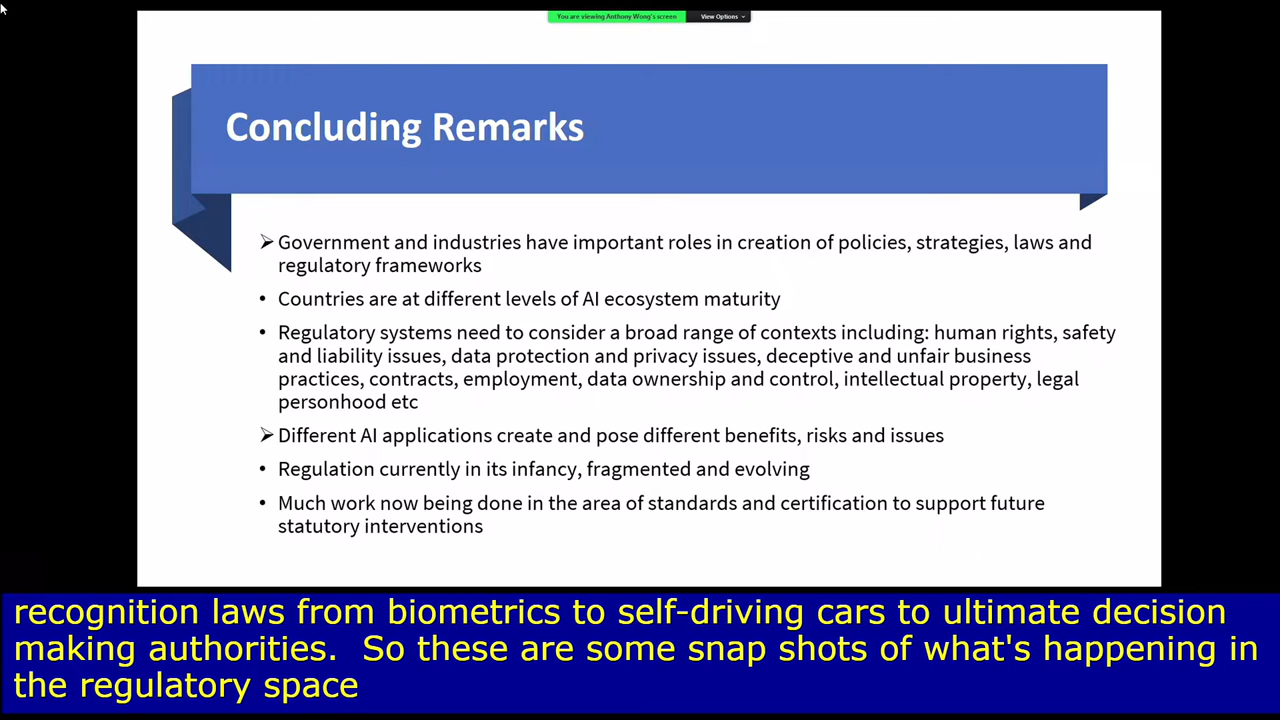 You are viewing Anthony Wong's screen View Options
Concluding Remarks
➢ Government and industries have important roles in creation of policies, strategies, laws and
regulatory frameworks
• Countries are at different levels of AI ecosystem maturity
• Regulatory systems need to consider a broad range of contexts including: human rights, safety
and liability issues, data protection and privacy issues, deceptive and unfair business
practices, contracts, employment, data ownership and control, intellectual property, legal
personhood etc
➢ Different AI applications create and pose different benefits, risks and issues
• Regulation currently in its infancy, fragmented and evolving
• Much work now being done in the area of standards and certification to support future
statutory interventions
recognition laws from biometrics to self-driving cars to ultimate decision
making authorities.  So these are some snap shots of what's happening in
the regulatory space